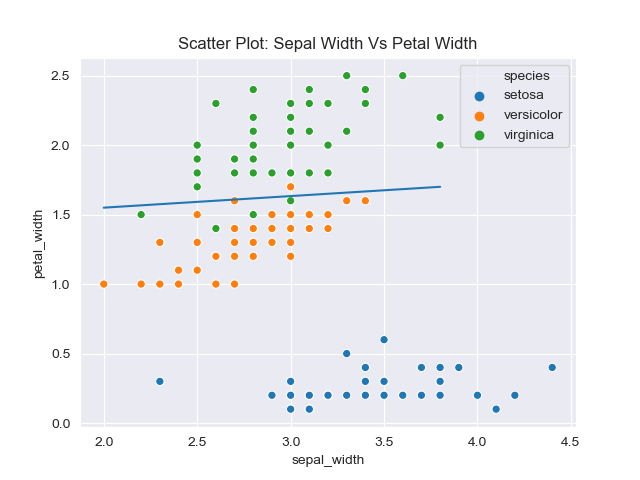 Scatter Plot: Sepal Width Vs Petal Width
species
setosa
versicolor
virginica
petal_width
2.5
2.0
1.5
1.0
0.5
0.0
2.0 2.5 3.0 3.5 4.0 4.5
sepal_width